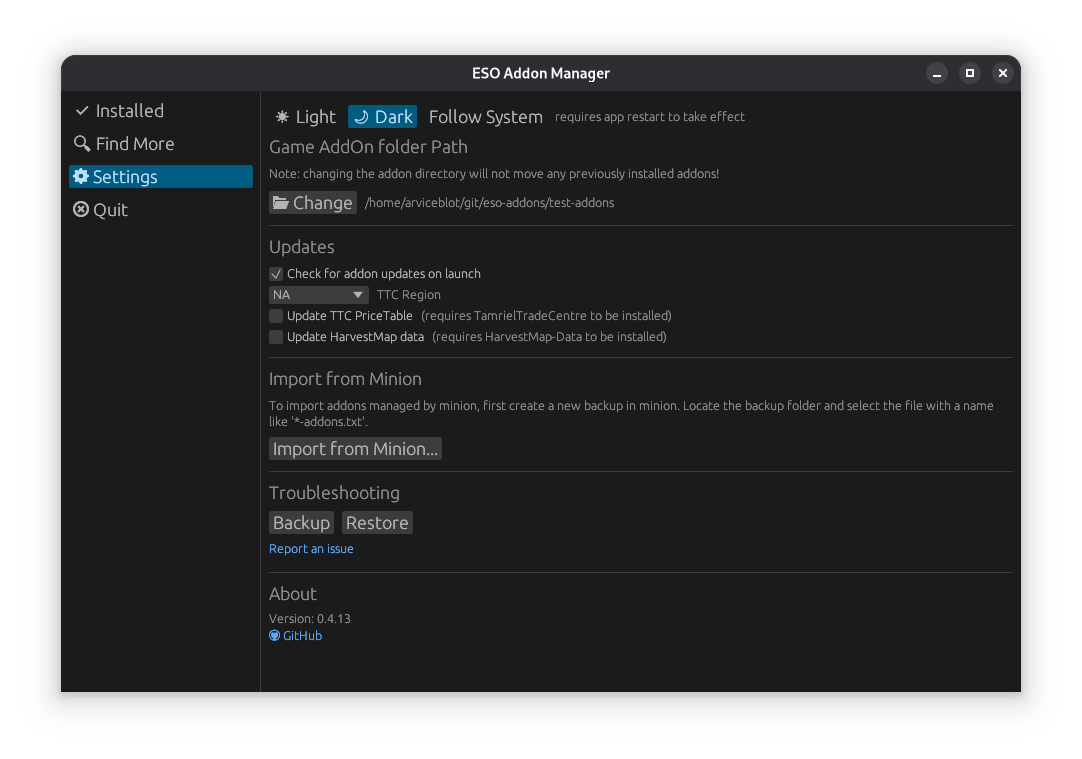 ESO Addon Manager
Installed
Find More
Settings
Quit
Light Dark Follow System requires app restart to take effect
Game AddOn folder Path
Note: changing the addon directory will not move any previously installed addons!
Change /home/arviceblot/git/eso-addons/test-addons
Updates
Check for addon updates on launch
NA TTC Region
Update TTC PriceTable (requires TamrielTradeCentre to be installed)
Update HarvestMap data (requires HarvestMap-Data to be installed)
Import from Minion
To import addons managed by minion, first create a new backup in minion. Locate the backup folder and select the file with a name
like '*-addons.txt'.
Import from Minion...
Troubleshooting
Backup Restore
Report an issue
About
Version: 0.4.13
GitHub